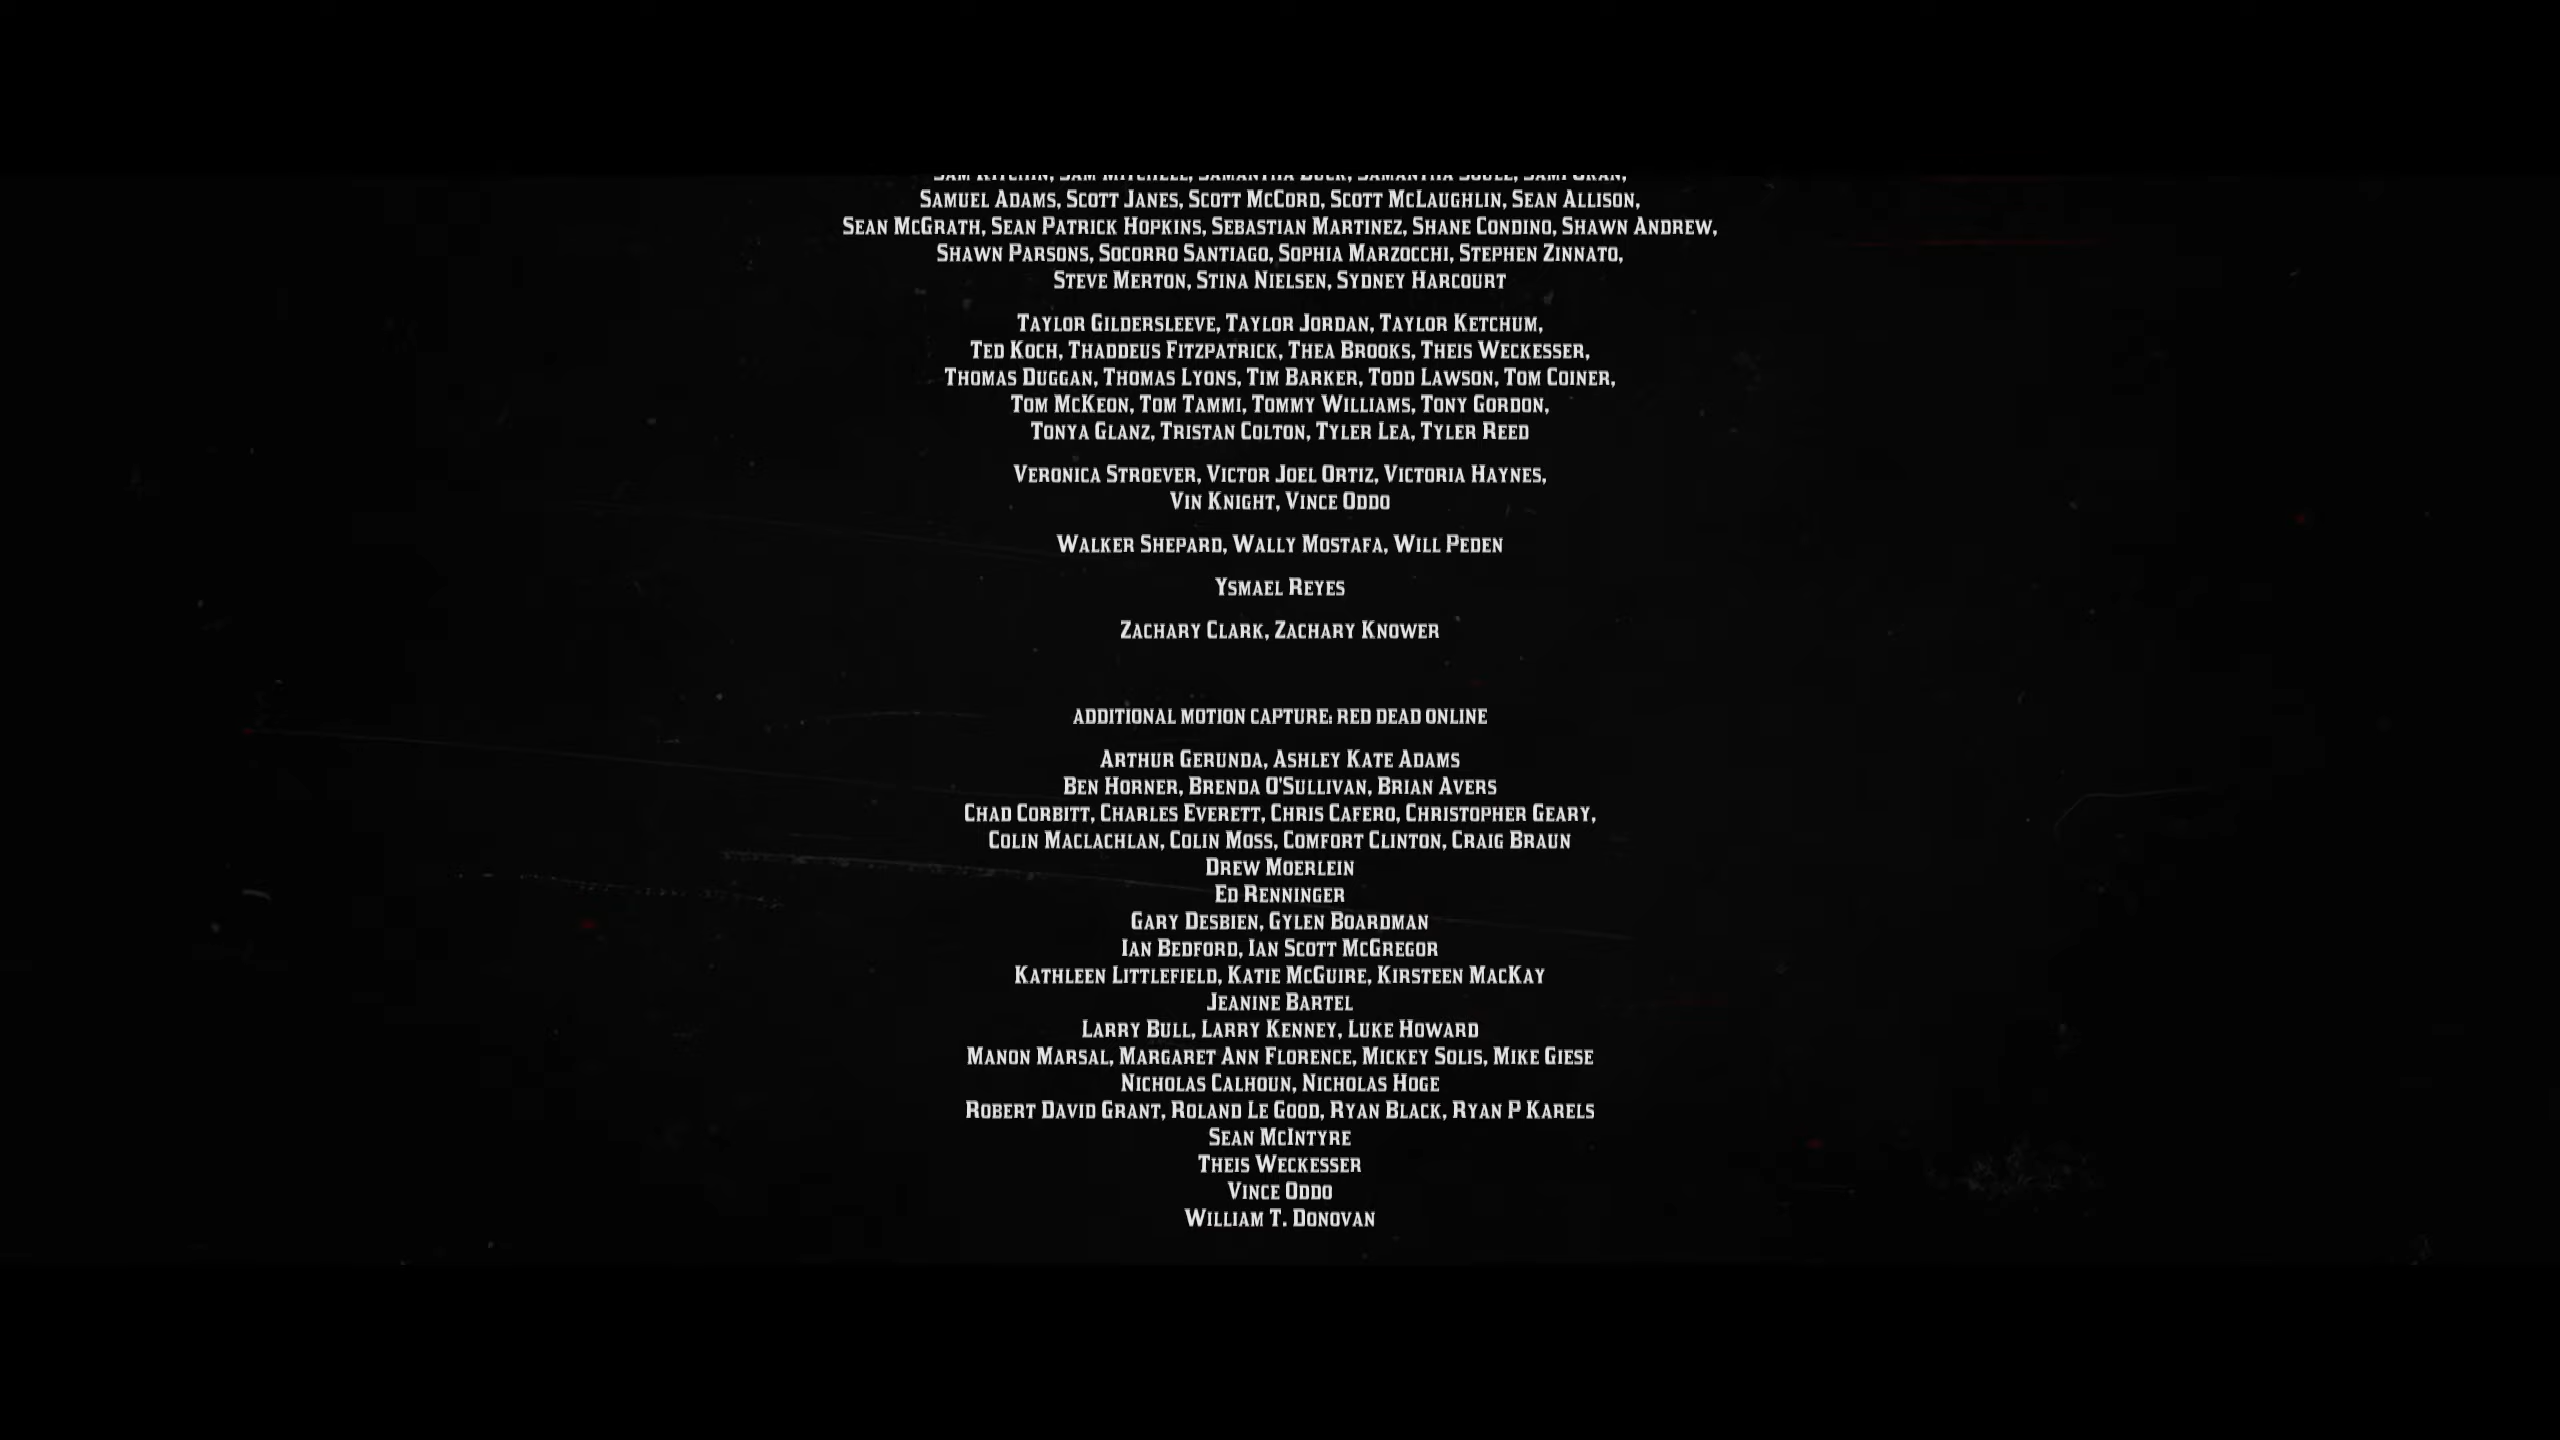 Samuel Adams, Scott Janes, Scott McCord, Scott McLaughlin, Sean Allison,
Sean McGrath, Sean Patrick Hopkins, Sebastian Martinez, Shane Condino, Shawn Andrew,
Shawn Parsons, Socorro Santiago, Sophia Marzocchi, Stephen Zinnato,
Steve Merton, Stina Nielsen, Sydney Harcourt
Taylor Gildersleeve, Taylor Jordan, Taylor Ketchum,
Ted Koch, Thaddeus Fitzpatrick, Thea Brooks, Theis Weckesser,
Thomas Duggan, Thomas Lyons, Tim Barker, Todd Lawson, Tom Coiner,
Tom McKeon, Tom Tammi, Tommy Williams, Tony Gordon,
Tonya Glanz, Tristan Colton, Tyler Lea, Tyler Reed
Veronica Stroever, Victor Joel Ortiz, Victoria Haynes,
Vin Knight, Vince Oddo
Walker Shepard, Wally Mostafa, Will Peden
Ysmael Reyes
Zachary Clark, Zachary Knower
ADDITIONAL MOTION CAPTURE: RED DEAD ONLINE
Arthur Gerunda, Ashley Kate Adams
Ben Horner, Brenda O'Sullivan, Brian Avers
Chad Corbitt, Charles Everett, Chris Cafero, Christopher Geary,
Colin Maclachlan, Colin Moss, Comfort Clinton, Craig Braun
Drew Moerlein
Ed Renninger
Gary Desbien, Gylen Boardman
Ian Bedford, Ian Scott McGregor
Kathleen Littlefield, Katie McGuire, Kirsteen MacKay
Jeanine Bartel
Larry Bull, Larry Kenney, Luke Howard
Manon Marsal, Margaret Ann Florence, Mickey Solis, Mike Giese
Nicholas Calhoun, Nicholas Hoge
Robert David Grant, Roland Le Good, Ryan Black, Ryan P Karels
Sean McIntyre
Theis Weckesser
Vince Oddo
William T. Donovan